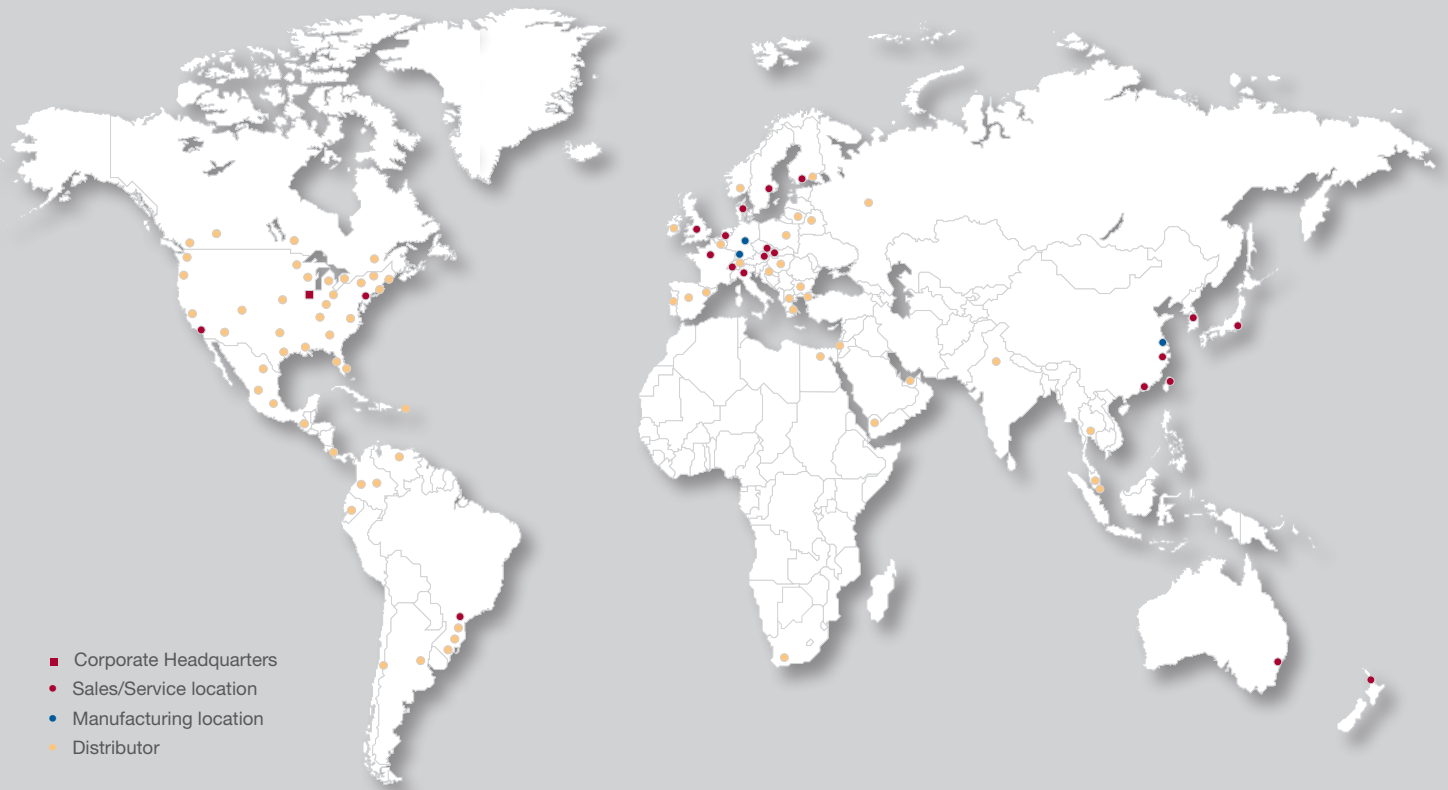 Corporate Headquarters
Sales/Service location
Manufacturing location
Distributor